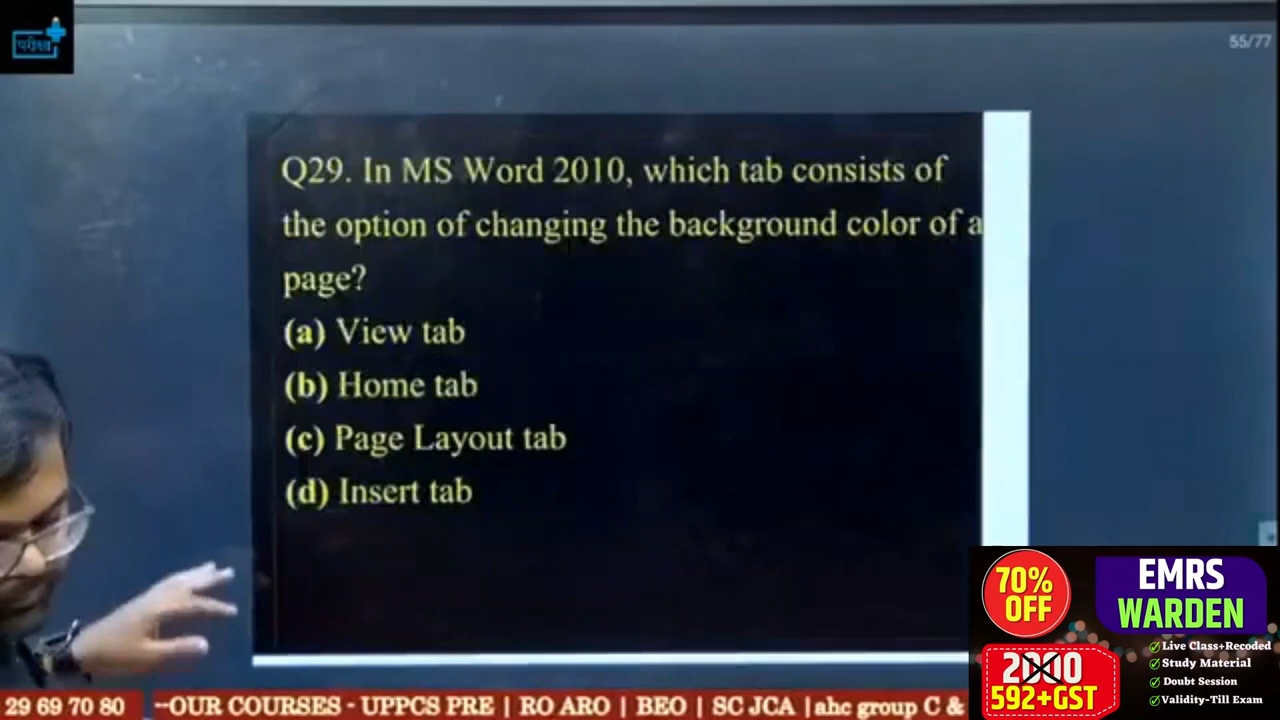 परीक्षा
55/77
Q29. In MS Word 2010, which tab consists of
the option of changing the background color of a
page?
(a) View tab
(b) Home tab
(c) Page Layout tab
(d) Insert tab
70%
OFF
EMRS
WARDEN
2000
592+GST
Live Class+Recoded
Study Material
Doubt Session
Validity-Till Exam
29 69 70 80 --OUR COURSES - UPPCS PRE | RO ARO | BEO | SC JCA |ahc group C &